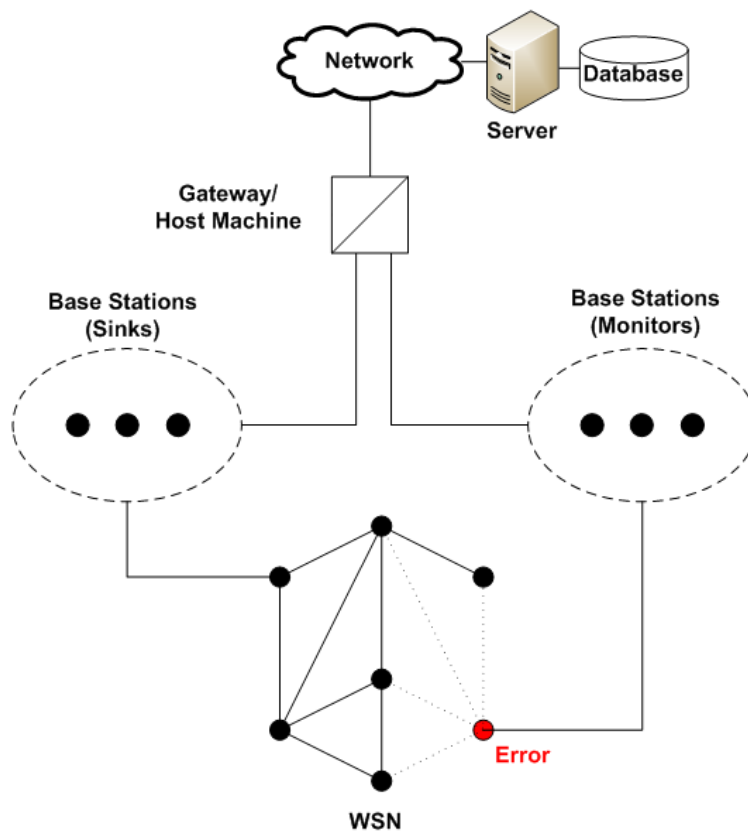 Network
Database
Server
Gateway/
Host Machine
Base Stations
(Sinks)
Base Stations
(Monitors)
Error
WSN